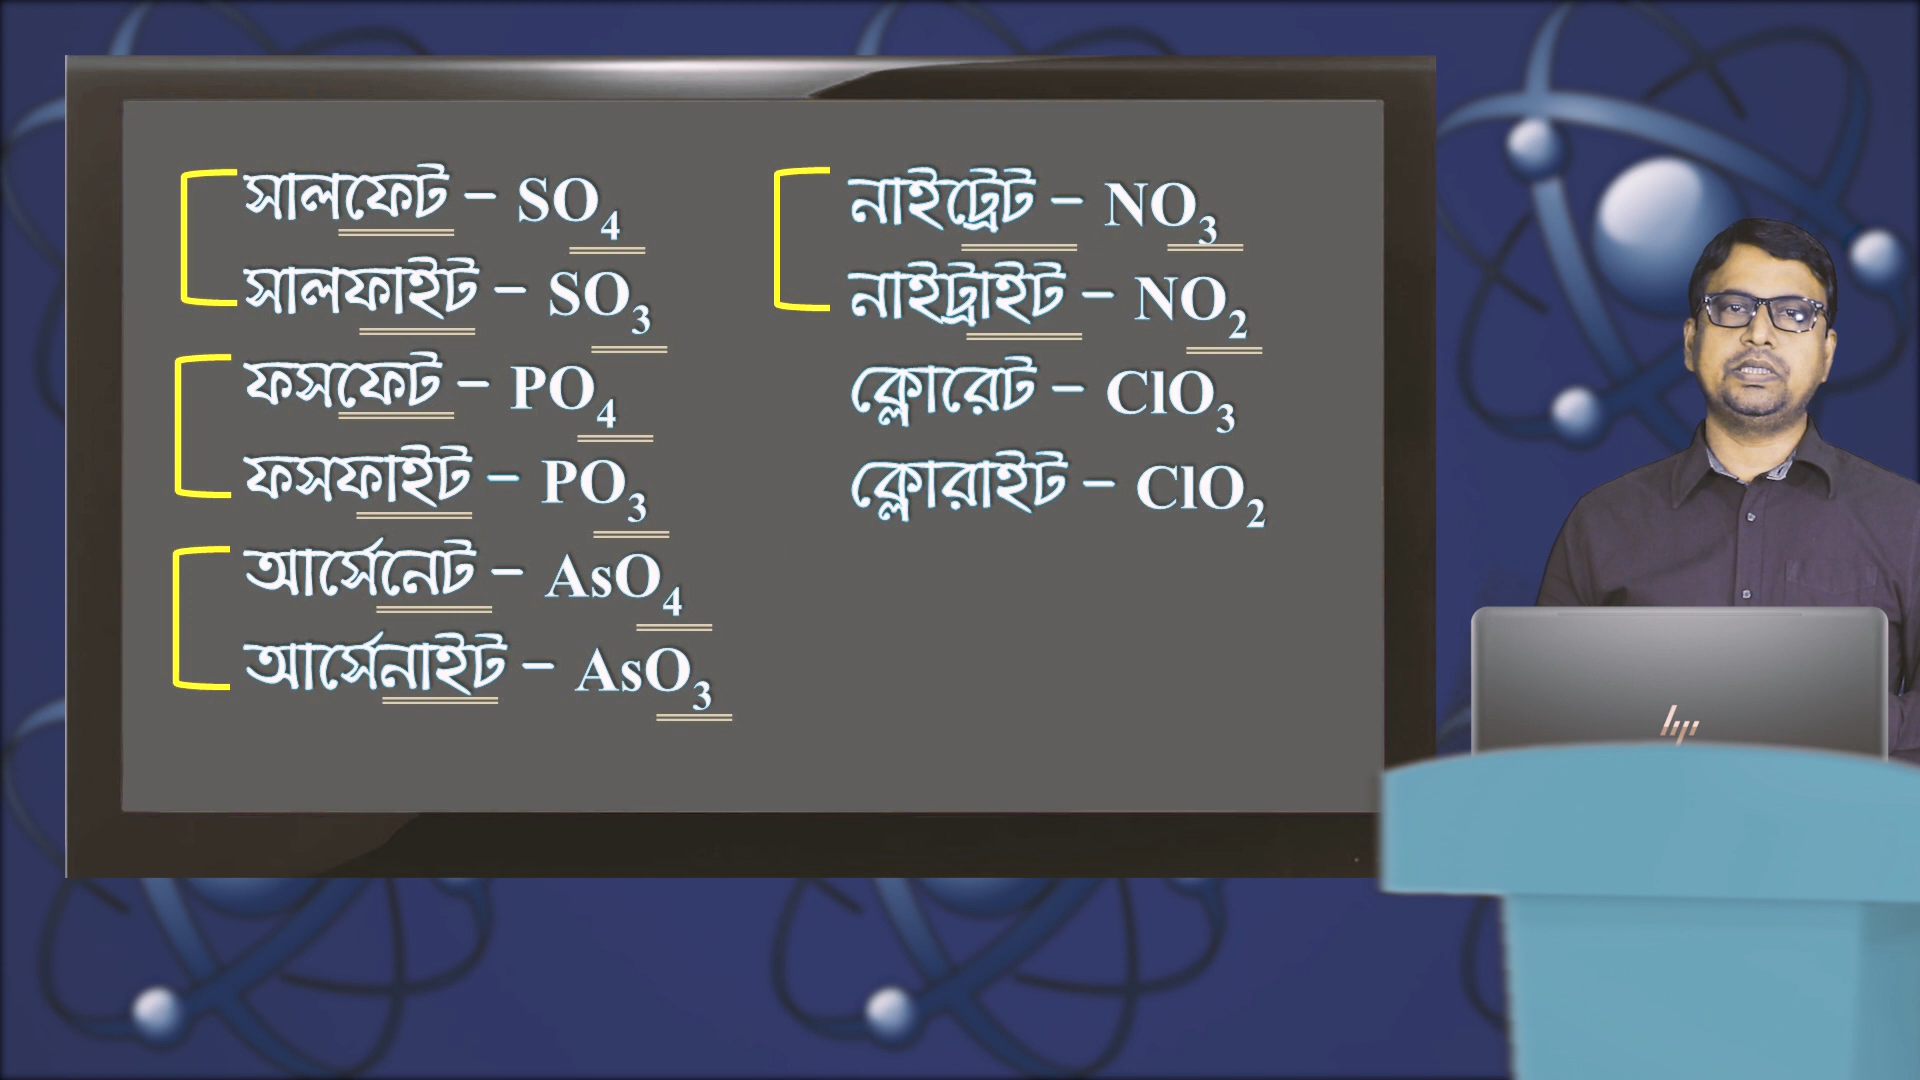 সালফেট – SO₄
সালফাইট – SO₃
ফসফেট – PO₄
ফসফাইট – PO₃
আর্সেনেট – AsO₄
আর্সেনাইট – AsO₃
নাইট্রেট – NO₃
নাইট্রাইট – NO₂
ক্লোরেট – ClO₃
ক্লোরাইট – ClO₂
hp